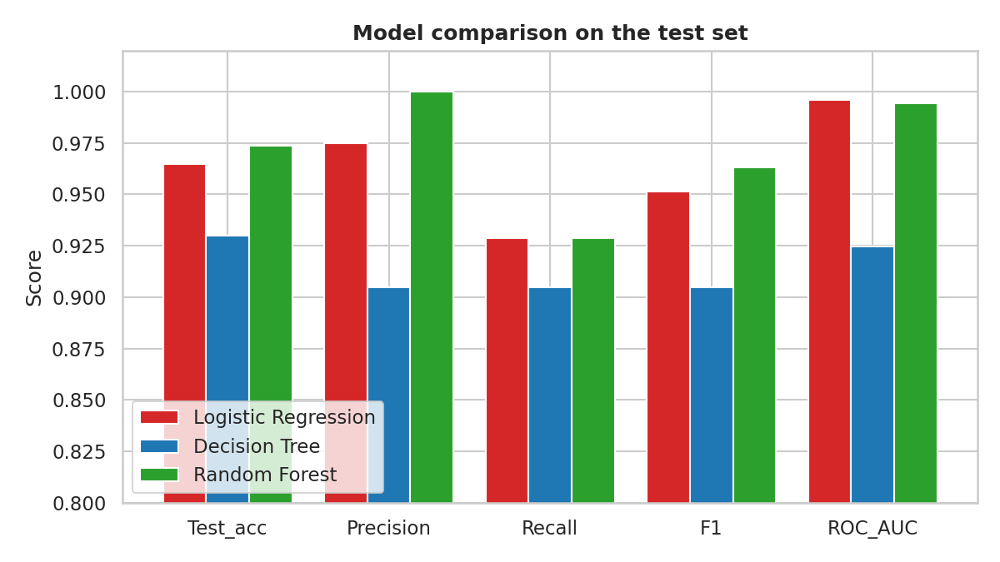 Model comparison on the test set
Score
1.000
0.975
0.950
0.925
0.900
0.875
0.850
0.825
0.800
Logistic Regression
Decision Tree
Random Forest
Test_acc Precision Recall F1 ROC_AUC